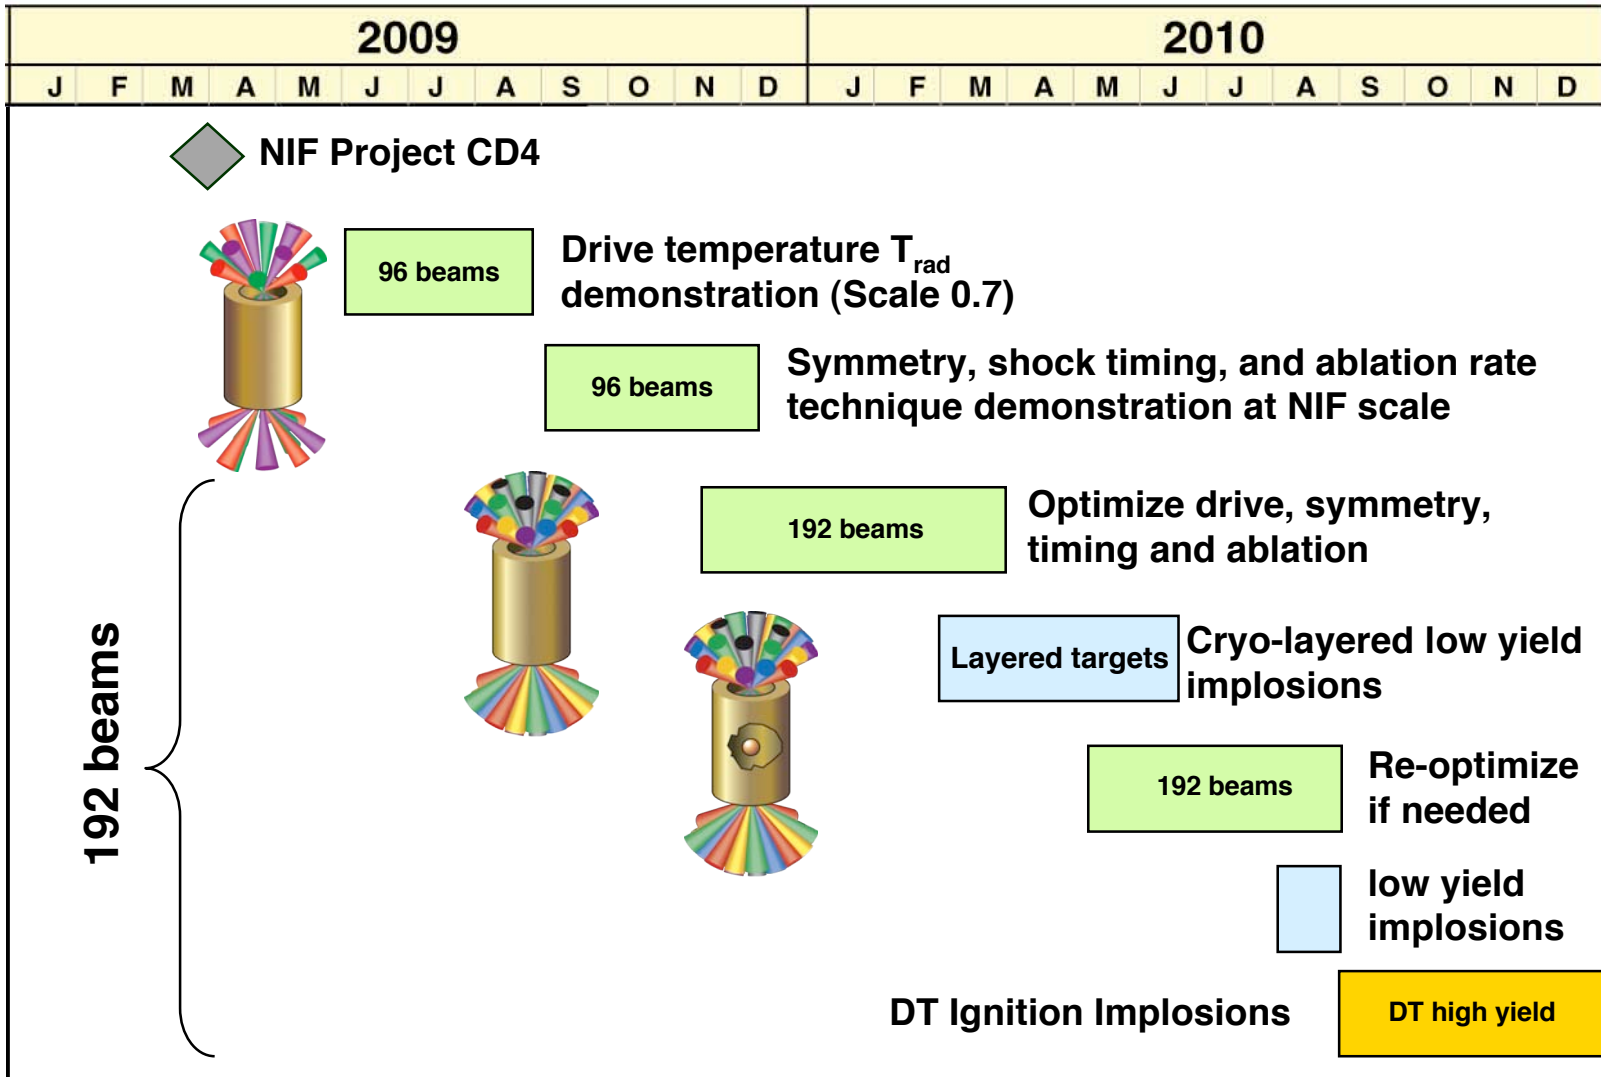 2009 2010
J F M A M J J A S O N D J F M A M J J A S O N D
NIF Project CD4
96 beams
Drive temperature Trad
demonstration (Scale 0.7)
96 beams
Symmetry, shock timing, and ablation rate
technique demonstration at NIF scale
192 beams
192 beams
Optimize drive, symmetry,
timing and ablation
Layered targets
Cryo-layered low yield
implosions
192 beams
Re-optimize
if needed
low yield
implosions
DT Ignition Implosions
DT high yield